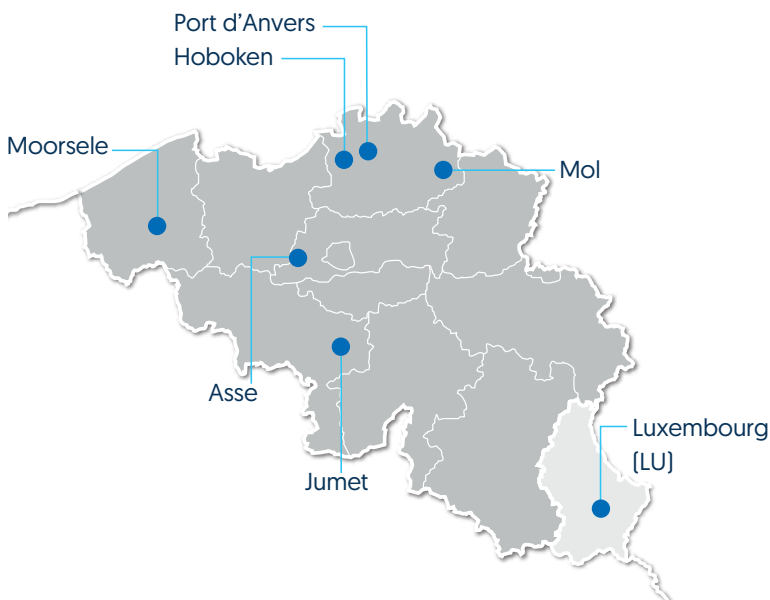 Port d’Anvers
Hoboken
Moorsele
Mol
Asse
Luxembourg
(LU)
Jumet